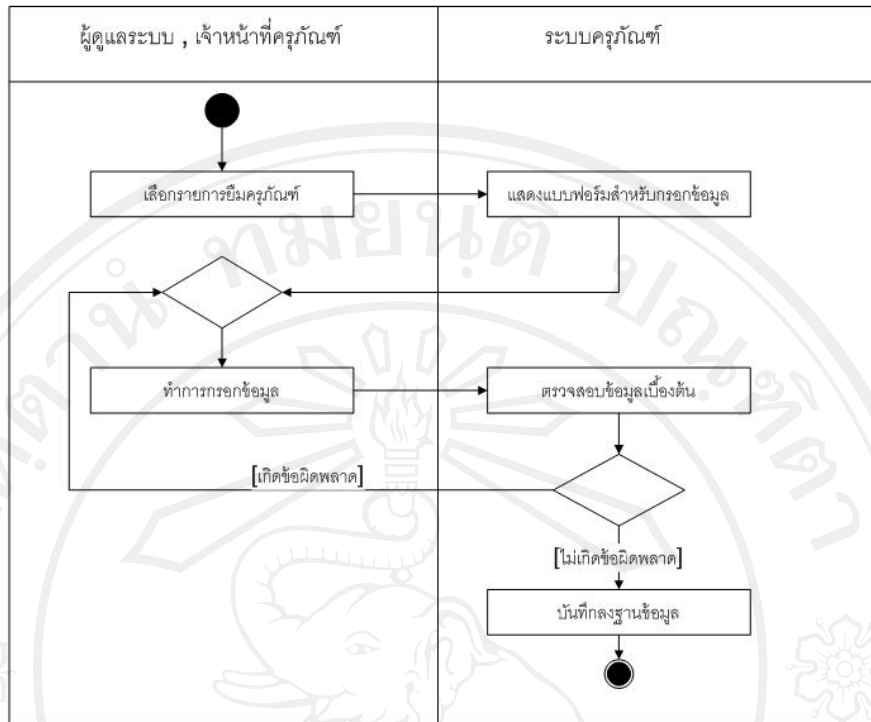 ผู้ดูแลระบบ , เจ้าหน้าที่ครุภัณฑ์
ระบบครุภัณฑ์
เลือกรายการยืมครุภัณฑ์
แสดงแบบฟอร์มสำหรับกรอกข้อมูล
ทำการกรอกข้อมูล
ตรวจสอบข้อมูลเบื้องต้น
[เกิดข้อผิดพลาด]
[ไม่เกิดข้อผิดพลาด]
บันทึกลงฐานข้อมูล